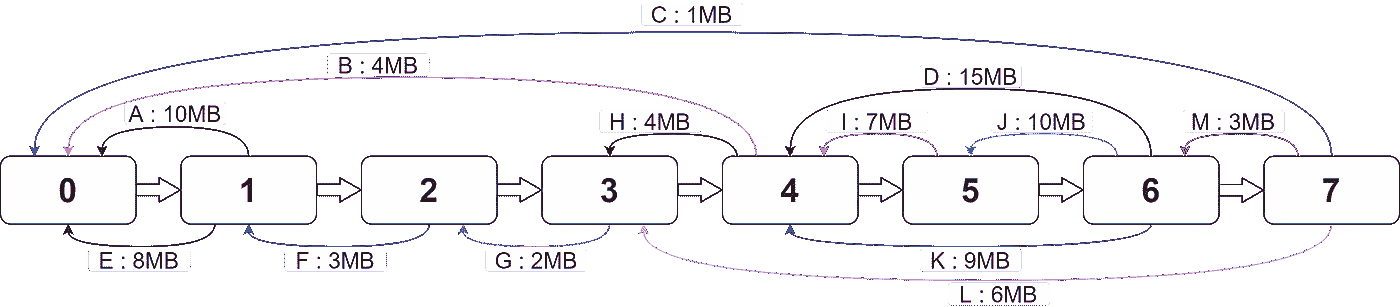 C : 1MB
B : 4MB
D : 15MB
A : 10MB
H : 4MB
I : 7MB
J : 10MB
M : 3MB
0
1
2
3
4
5
6
7
E : 8MB
F : 3MB
G : 2MB
K : 9MB
L : 6MB